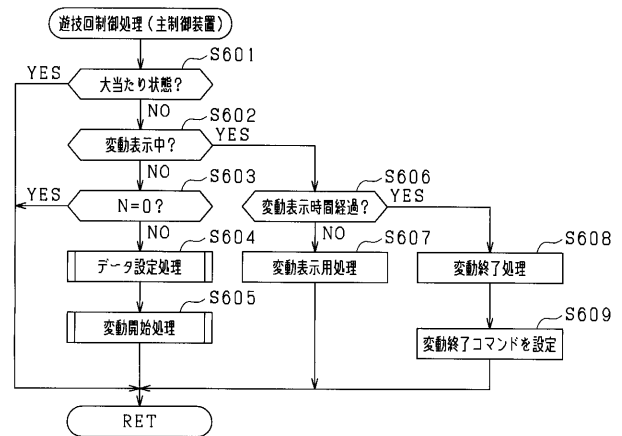 遊技回制御処理(主制御装置)
S601
YES
大当たり状態?
NO
S602
変動表示中?
YES
NO
S603
YES
N=0?
NO
S606
変動表示時間経過?
YES
NO
S604
データ設定処理
S607
変動表示用処理
S608
変動終了処理
S605
変動開始処理
S609
変動終了コマンドを設定
RET